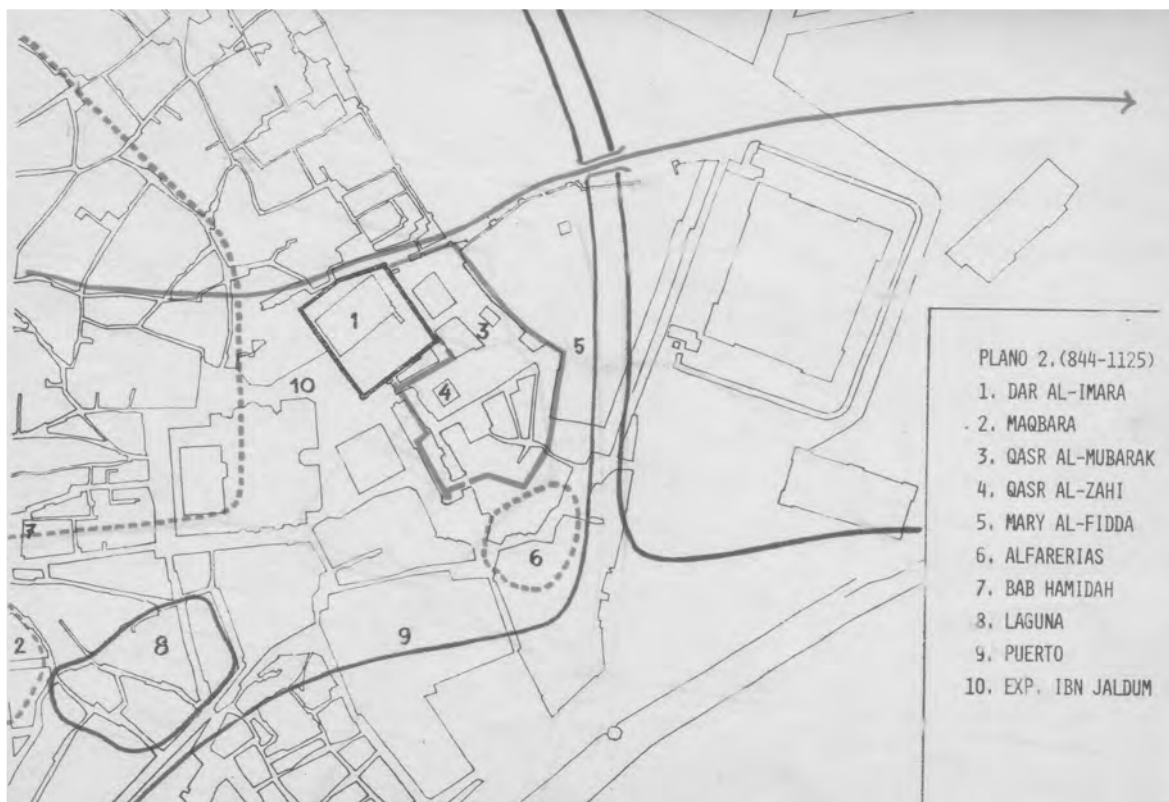 1
3
5
4
10
7
6
9
8
2
PLANO 2.(844-1125)
1. DAR AL-IMARA
2. MAQBARA
3. QASR AL-MUBARAK
4. QASR AL-ZAHI
5. MARY AL-FIDDA
6. ALFARERIAS
7. BAB HAMIDAH
8. LAGUNA
9. PUERTO
10. EXP. IBN JALDUM